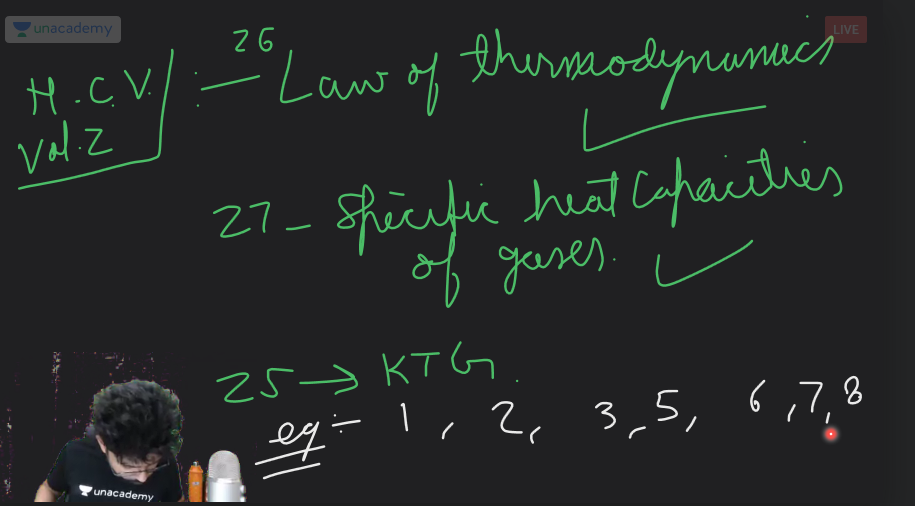 unacademy
LIVE
H.C.V.
Vol. 2
:— 26 Law of thermodynamics
27 - Specific heat Capacities
of gases.
25 → KTG.
eg:- 1, 2, 3, 5, 6, 7, 8
unacademy